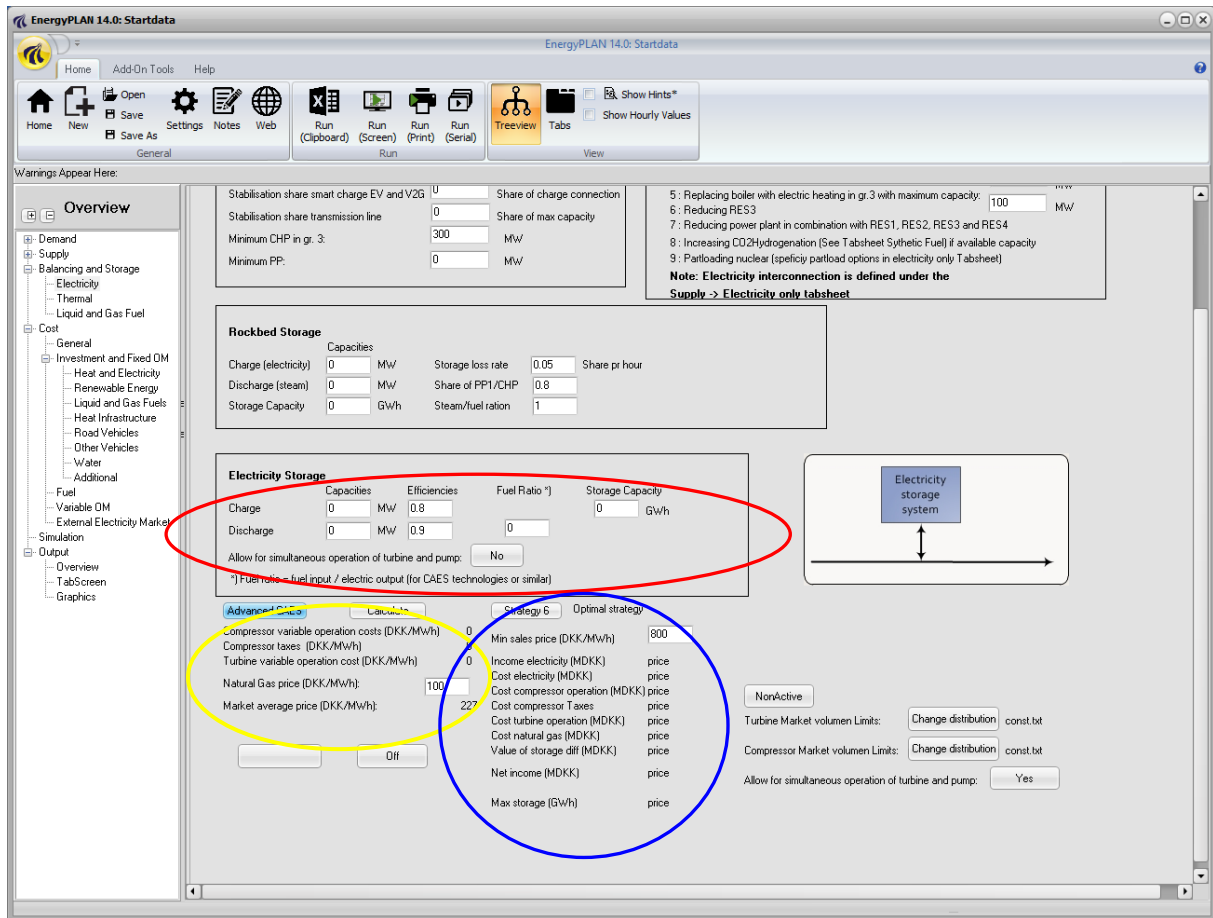 EnergyPLAN 14.0: Startdata
EnergyPLAN 14.0: Startdata
Home Add-On Tools Help
Home New Open Save Save As Settings Notes Web
General
Run (Clipboard) Run (Screen) Run (Print) Run (Serial)
Run
Treeview Tabs Show Hints* Show Hourly Values
View
Warnings Appear Here:
Overview
Demand
Supply
Balancing and Storage
Electricity
Thermal
Liquid and Gas Fuel
Cost
General
Investment and Fixed OM
Heat and Electricity
Renewable Energy
Liquid and Gas Fuels
Heat Infrastructure
Road Vehicles
Other Vehicles
Water
Additional
Fuel
Variable OM
External Electricity Market
Simulation
Output
Overview
TabScreen
Graphics
Stabilisation share smart charge EV and V2G 0 Share of charge connection
Stabilisation share transmission line 0 Share of max capacity
Minimum CHP in gr. 3: 300 MW
Minimum PP: 0 MW
5 : Replacing boiler with electric heating in gr.3 with maximum capacity: 100 MW
6 : Reducing RES3
7 : Reducing power plant in combination with RES1, RES2, RES3 and RES4
8 : Increasing CO2Hydrogenation (See Tabsheet Sythetic Fuel) if available capacity
9 : Partloading nuclear (speficiy partload options in electricity only Tabsheet)
Note: Electricity interconnection is defined under the
Supply -> Electricity only tabsheet
Rockbed Storage
Capacities
Charge (electricity) 0 MW Storage loss rate 0.05 Share pr hour
Discharge (steam) 0 MW Share of PP1/CHP 0.8
Storage Capacity 0 GWh Steam/fuel ration 1
Electricity Storage
Capacities Efficiencies Fuel Ratio *) Storage Capacity
Charge 0 MW 0.8 0 GWh
Discharge 0 MW 0.9 0
Allow for simultaneous operation of turbine and pump: No
*) Fuel ratio = fuel input / electric output (for CAES technologies or similar)
Electricity
storage
system
Advanced CAES Calculate
Compressor variable operation costs (DKK/MWh) 0
Compressor taxes (DKK/MWh)
Turbine variable operation cost (DKK/MWh) 0
Natural Gas price (DKK/MWh): 100
Market average price (DKK/MWh): 227
Off
Strategy 6 Optimal strategy
Min sales price (DKK/MWh) 800
Income electricity (MDKK) price
Cost electricity (MDKK) price
Cost compressor operation (MDKK) price
Cost compressor Taxes price
Cost turbine operation (MDKK) price
Cost natural gas (MDKK) price
Value of storage diff (MDKK) price
Net income (MDKK) price
Max storage (GWh) price
NonActive
Turbine Market volumen Limits: Change distribution const.txt
Compressor Market volumen Limits: Change distribution const.txt
Allow for simultaneous operation of turbine and pump: Yes